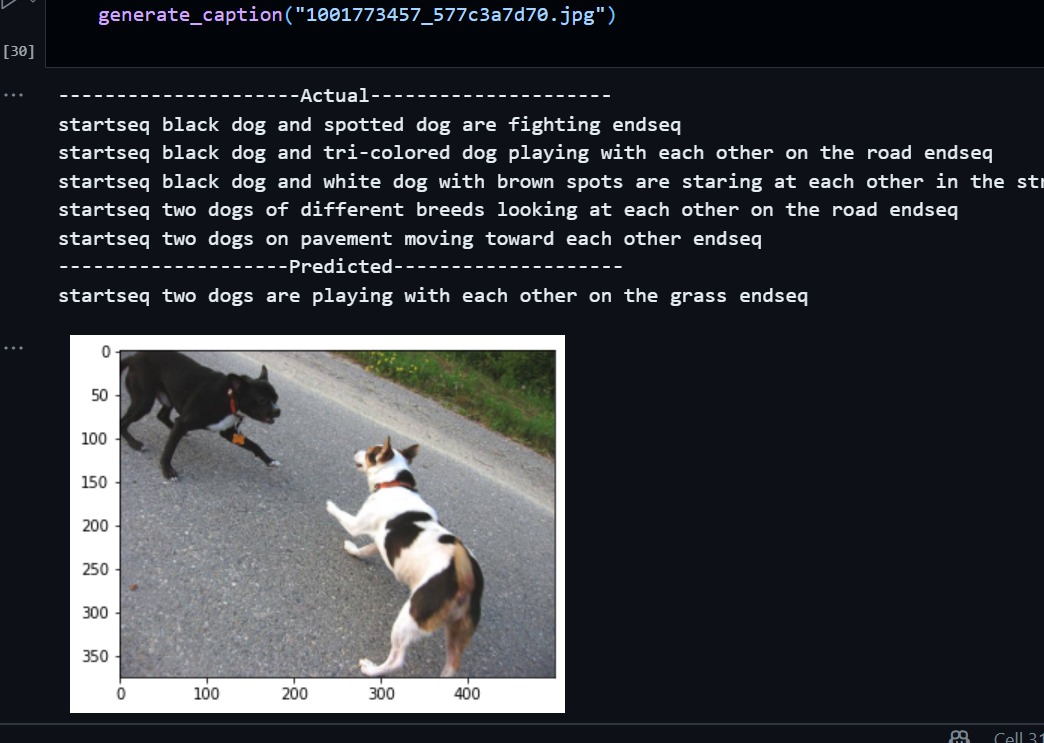 generate_caption("1001773457_577c3a7d70.jpg")
[30]
...
---------------------Actual---------------------
startseq black dog and spotted dog are fighting endseq
startseq black dog and tri-colored dog playing with each other on the road endseq
startseq black dog and white dog with brown spots are staring at each other in the
startseq two dogs of different breeds looking at each other on the road endseq
startseq two dogs on pavement moving toward each other endseq
--------------------Predicted--------------------
startseq two dogs are playing with each other on the grass endseq
...
0
50
100
150
200
250
300
350
0 100 200 300 400
Cell